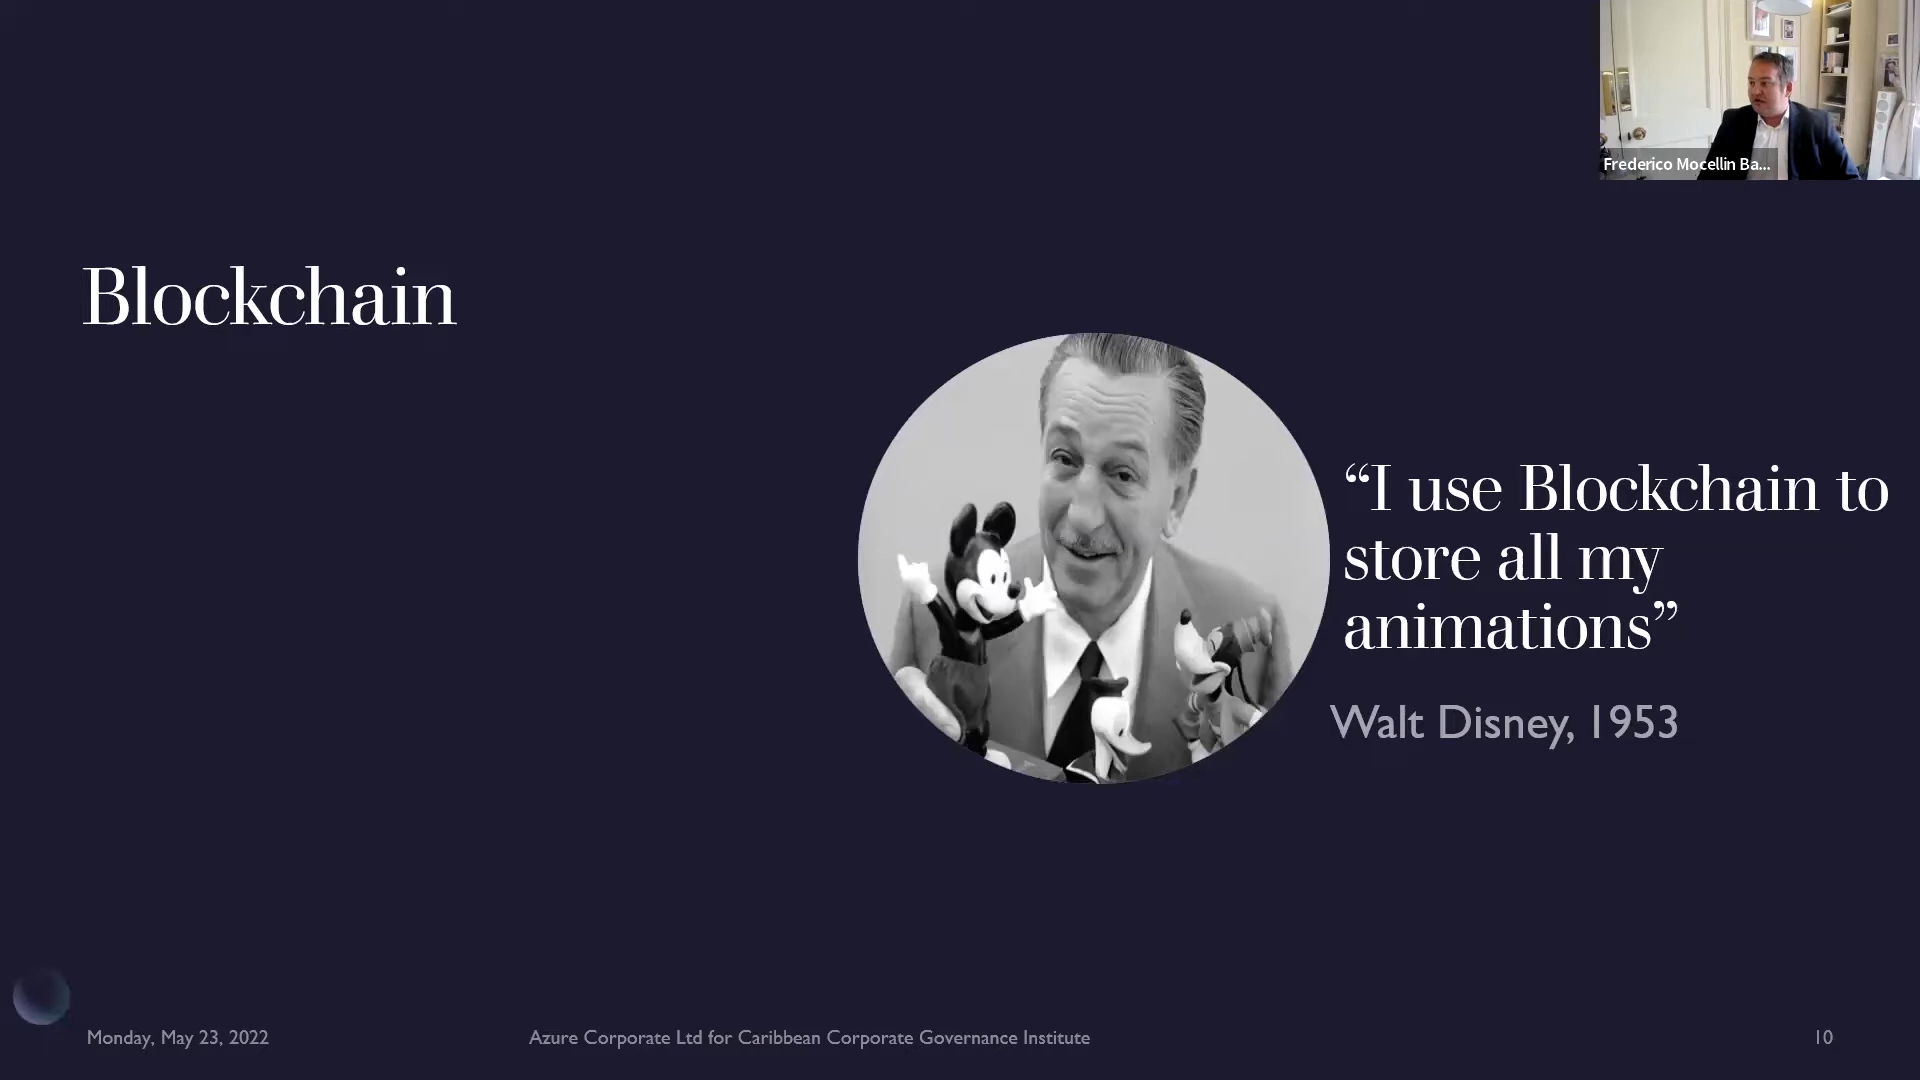 Frederico Mocellin Ba...
Blockchain
“I use Blockchain to
store all my
animations”
Walt Disney, 1953
Monday, May 23, 2022
Azure Corporate Ltd for Caribbean Corporate Governance Institute
10